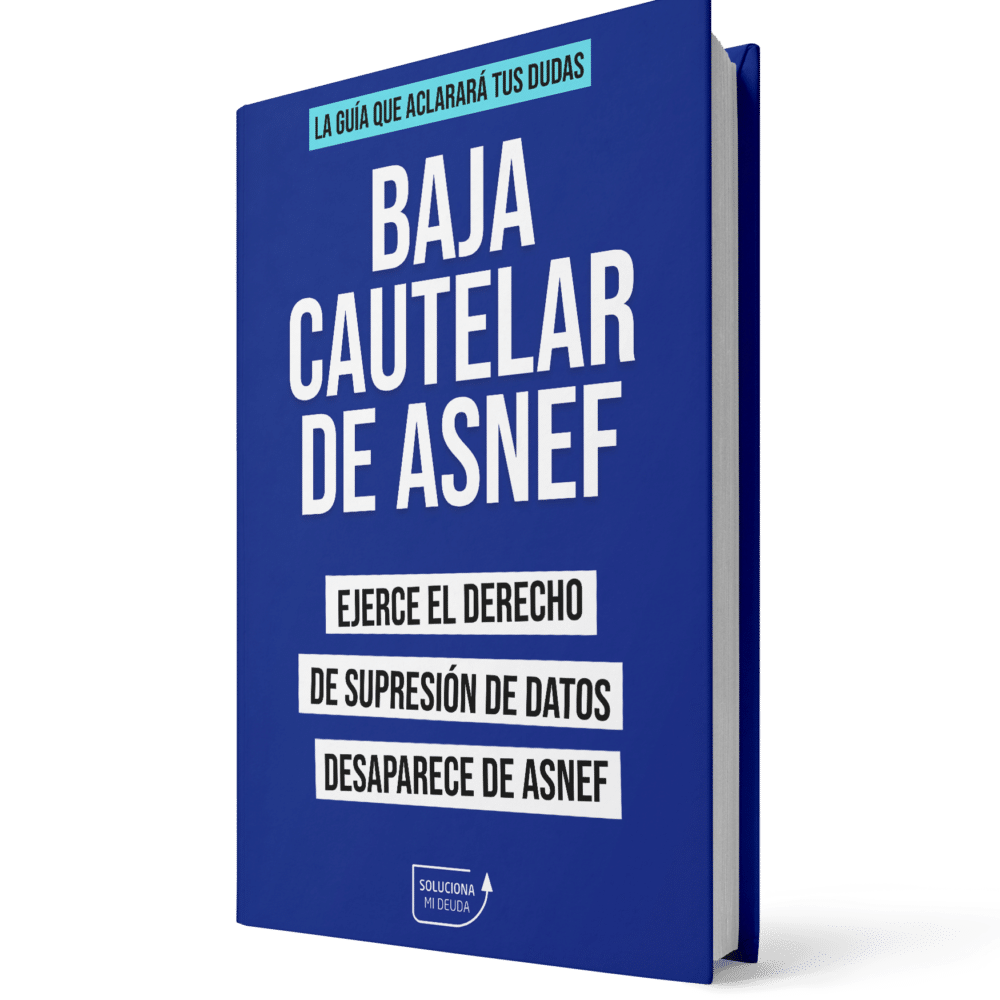 LA GUÍA QUE ACLARARÁ TUS DUDAS
BAJA
CAUTELAR
DE ASNEF
EJERCE EL DERECHO
DE SUPRESIÓN DE DATOS
DESAPARECE DE ASNEF
SOLUCIONA
MI DEUDA